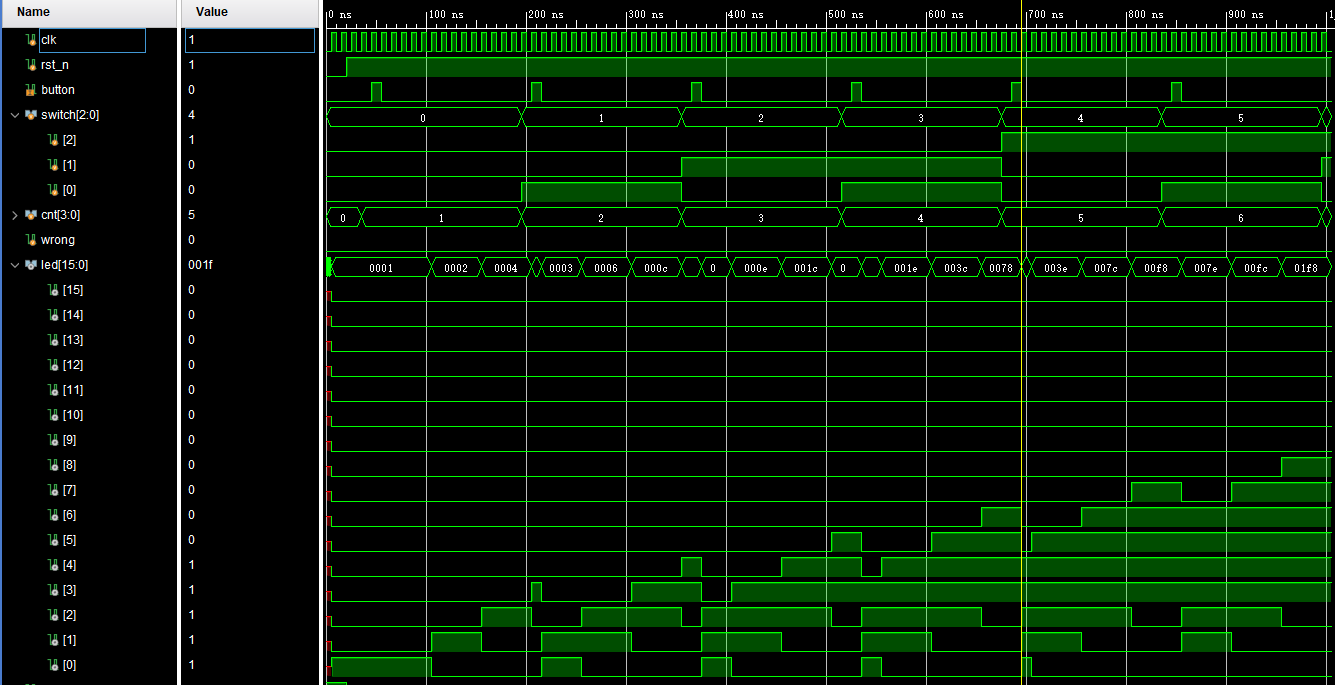 Name Value 0 ns 100 ns 200 ns 300 ns 400 ns 500 ns 600 ns 700 ns 800 ns 900 ns 1
clk 1
rst_n 1
button 0
switch[2:0] 4 0 1 2 3 4 5
[2] 1
[1] 0
[0] 0
cnt[3:0] 5 0 1 2 3 4 5 6
wrong 0
led[15:0] 001f 0001 0002 0004 0003 0006 000c 0 000e 001c 0 001e 003c 0078 003e 007c 00f8 007e 00fc 01f8
[15] 0
[14] 0
[13] 0
[12] 0
[11] 0
[10] 0
[9] 0
[8] 0
[7] 0
[6] 0
[5] 0
[4] 1
[3] 1
[2] 1
[1] 1
[0] 1